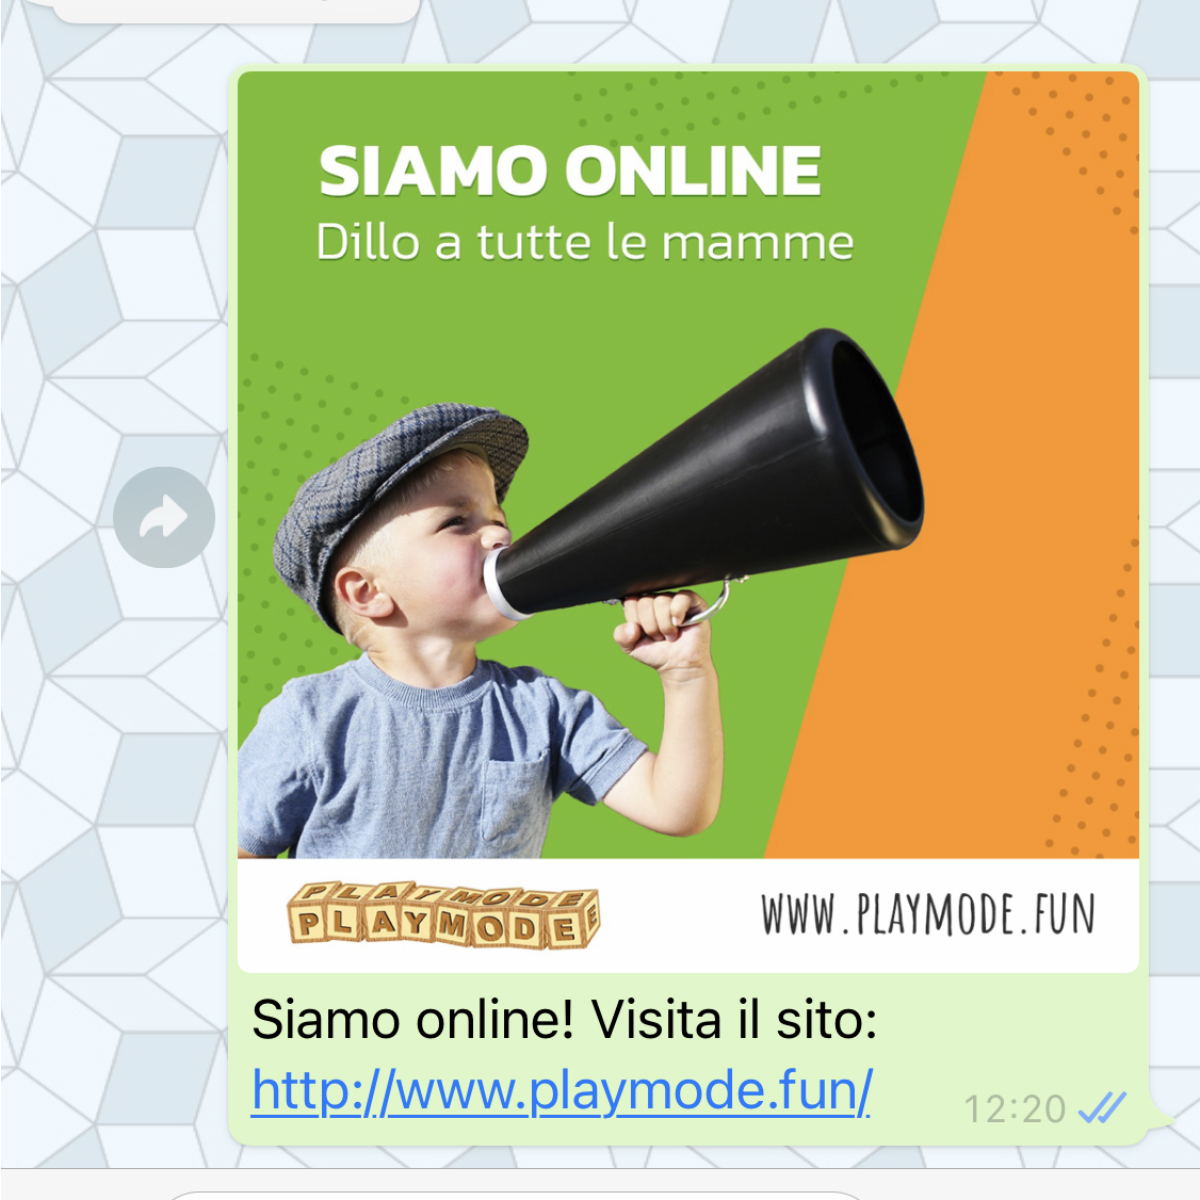 SIAMO ONLINE
Dillo a tutte le mamme
PLAYMODE
PLAYMODE E
WWW.PLAYMODE.FUN
Siamo online! Visita il sito:
http://www.playmode.fun/
12:20